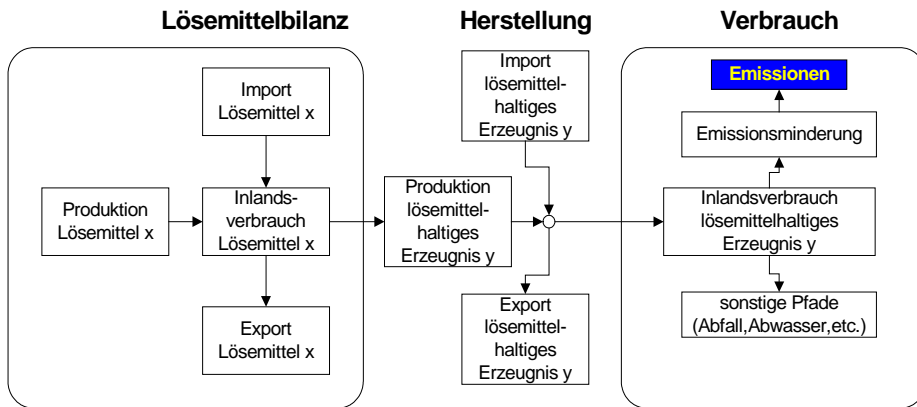 Lösemittelbilanz
Herstellung
Verbrauch
Import
Lösemittel x
Produktion
Lösemittel x
Inlands-
verbrauch
Lösemittel x
Export
Lösemittel x
Import
lösemittel-
haltiges
Erzeugnis y
Produktion
lösemittel-
haltiges
Erzeugnis y
Export
lösemittel-
haltiges
Erzeugnis y
Emissionen
Emissionsminderung
Inlandsverbrauch
lösemittelhaltiges
Erzeugnis y
sonstige Pfade
(Abfall,Abwasser,etc.)